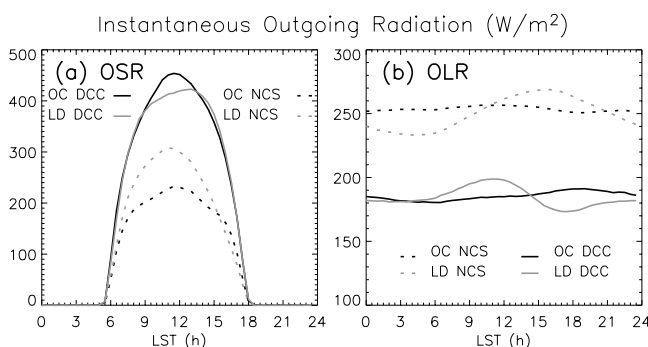 Instantaneous Outgoing Radiation (W/m²)
(a) OSR
OC DCC
LD DCC
OC NCS
LD NCS
500
400
300
200
100
0
0 3 6 9 12 15 18 21 24
LST (h)
(b) OLR
300
250
200
150
100
OC NCS
LD NCS
OC DCC
LD DCC
0 3 6 9 12 15 18 21 24
LST (h)